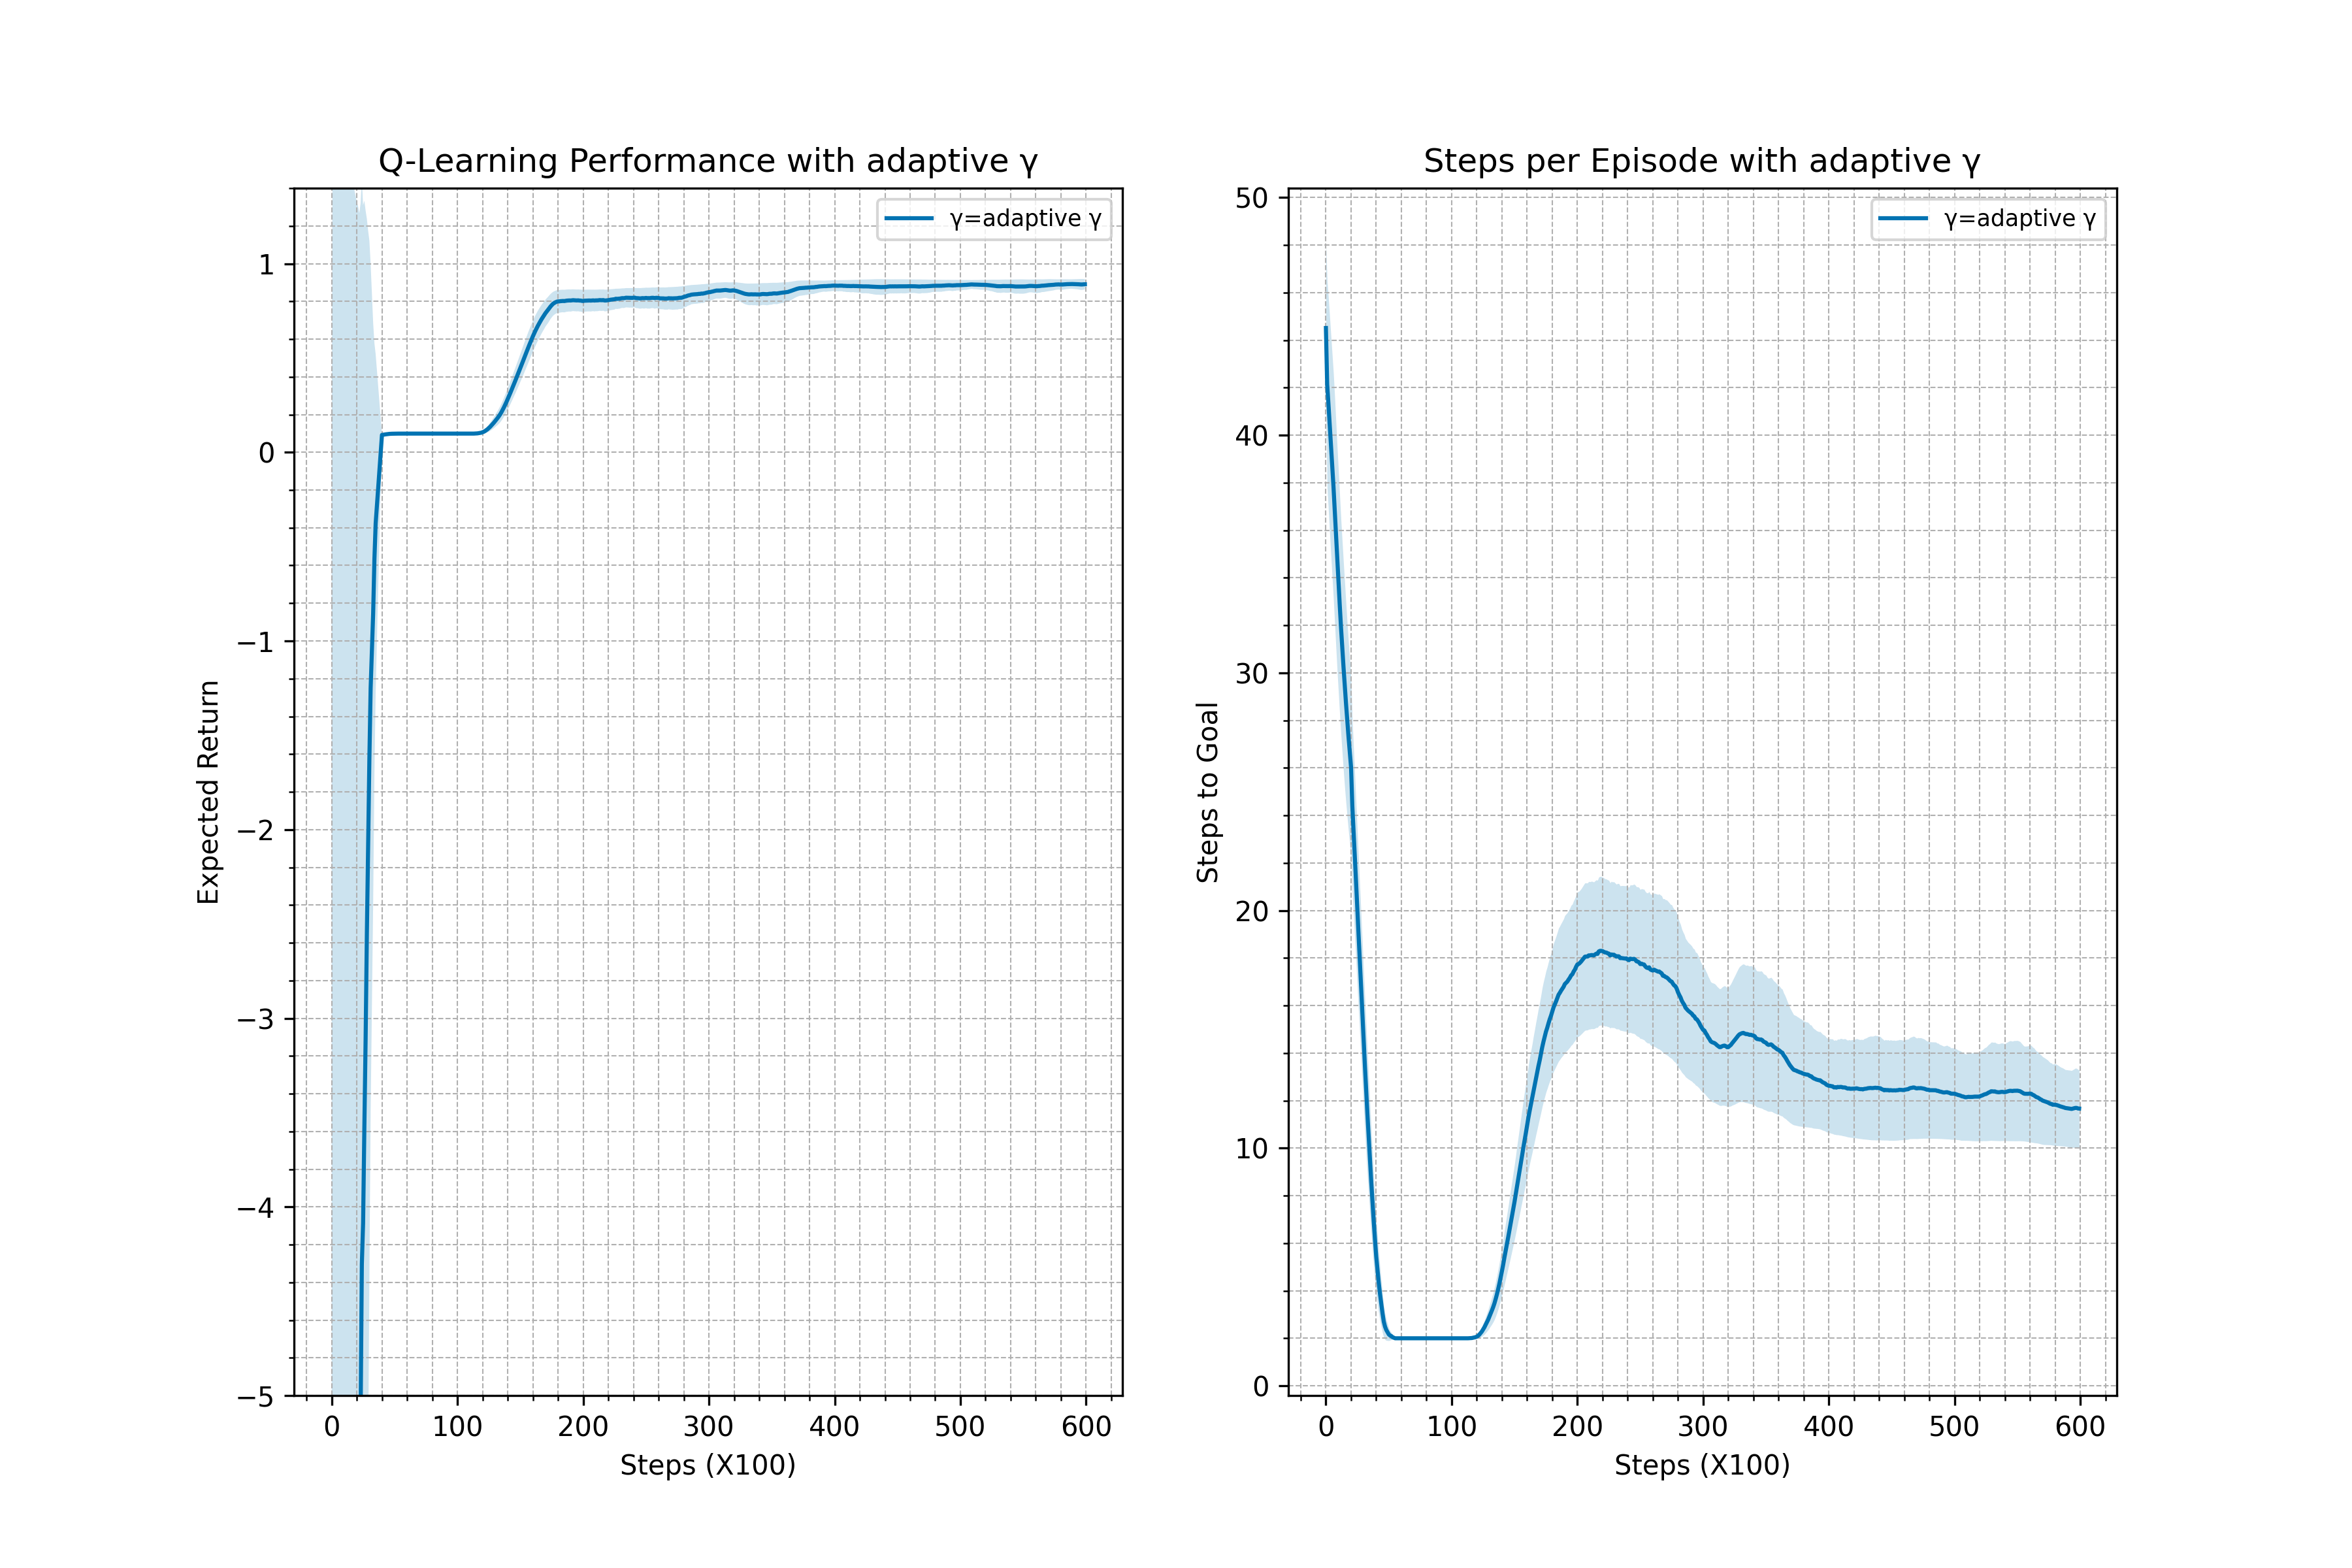 Q-Learning Performance with adaptive γ
γ=adaptive γ
1
0
−1
−2
−3
−4
−5
Expected Return
0 100 200 300 400 500 600
Steps (X100)
Steps per Episode with adaptive γ
γ=adaptive γ
50
40
30
20
10
0
Steps to Goal
0 100 200 300 400 500 600
Steps (X100)